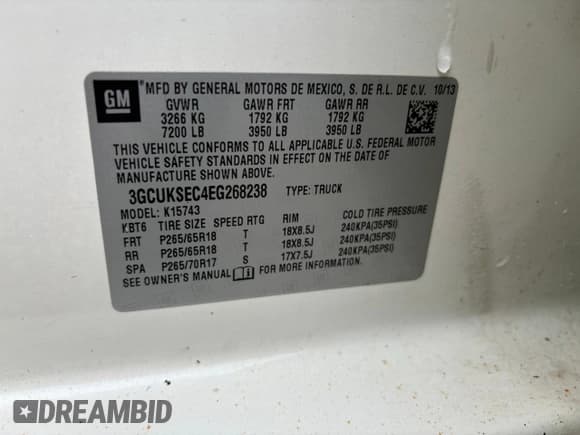 GM
MFD BY GENERAL MOTORS DE MEXICO, S. DE R.L. DE C.V. 10/13
GVWR GAWR FRT GAWR RR
3266 KG 1792 KG 1792 KG
7200 LB 3950 LB 3950 LB
THIS VEHICLE CONFORMS TO ALL APPLICABLE U.S. FEDERAL MOTOR
VEHICLE SAFETY STANDARDS IN EFFECT ON THE DATE OF
MANUFACTURE SHOWN ABOVE.
3GCUKSEC4EG268238 TYPE: TRUCK
MODEL: K15743
KBT6 TIRE SIZE SPEED RTG RIM COLD TIRE PRESSURE
FRT P265/65R18 T 18X8.5J 240KPA(35PSI)
RR P265/65R18 T 18X8.5J 240KPA(35PSI)
SPA P265/70R17 S 17X7.5J 240KPA(35PSI)
SEE OWNER'S MANUAL FOR MORE INFORMATION.
DREAMBID